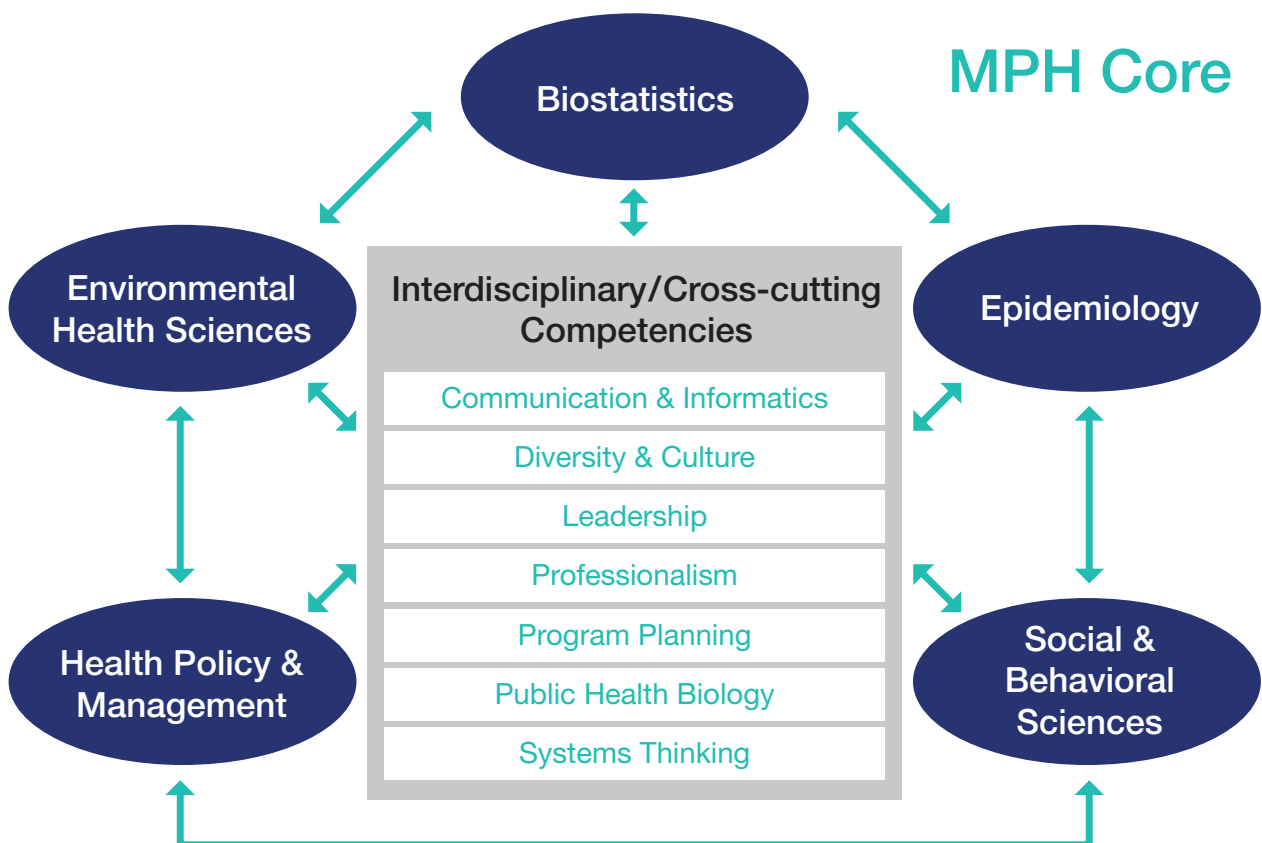 MPH Core
Biostatistics
Environmental
Health Sciences
Epidemiology
Interdisciplinary/Cross-cutting
Competencies
Communication & Informatics
Diversity & Culture
Leadership
Professionalism
Program Planning
Public Health Biology
Systems Thinking
Health Policy &
Management
Social &
Behavioral
Sciences